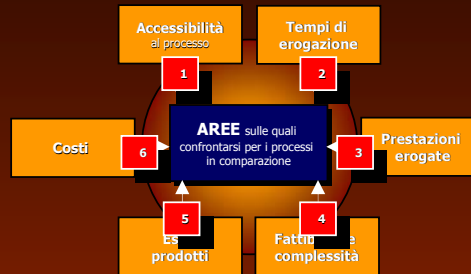 Accessibilità
al processo
1
Tempi di
erogazione
2
AREE sulle quali
confrontarsi per i processi
in comparazione
3
Prestazioni
erogate
Costi
6
5
prodotti
4
complessità